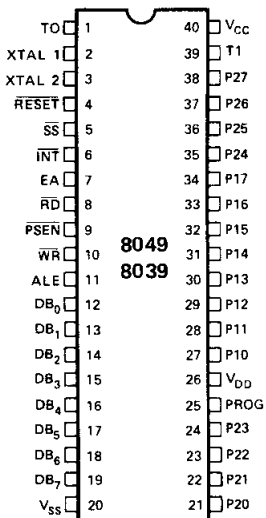 TO 1 40 V_CC
XTAL 1 2 39 T1
XTAL 2 3 38 P27
RESET 4 37 P26
SS 5 36 P25
INT 6 35 P24
EA 7 34 P17
RD 8 33 P16
PSEN 9 32 P15
WR 10 8049 31 P14
ALE 11 8039 30 P13
DB0 12 29 P12
DB1 13 28 P11
DB2 14 27 P10
DB3 15 26 V_DD
DB4 16 25 PROG
DB5 17 24 P23
DB6 18 23 P22
DB7 19 22 P21
V_SS 20 21 P20